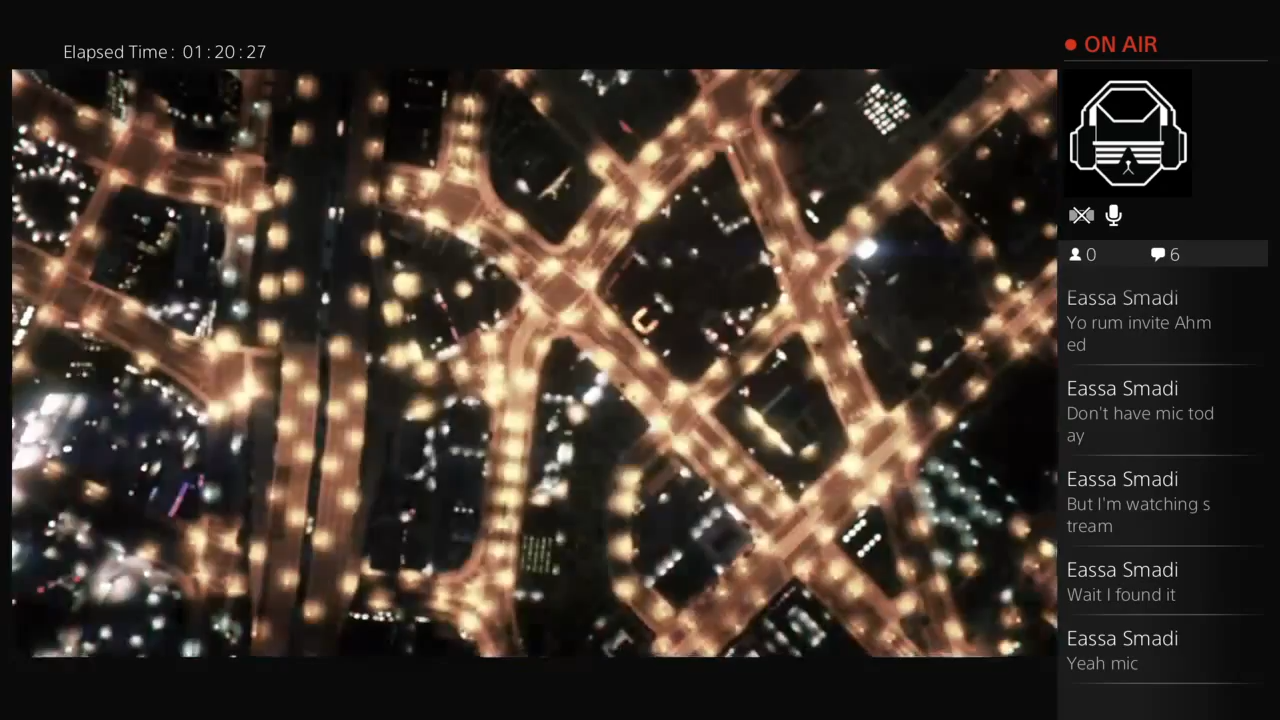 Elapsed Time: 01:20:27
ON AIR
0 6
Eassa Smadi
Yo rum invite Ahm
ed
Eassa Smadi
Don't have mic tod
ay
Eassa Smadi
But I'm watching s
tream
Eassa Smadi
Wait I found it
Eassa Smadi
Yeah mic